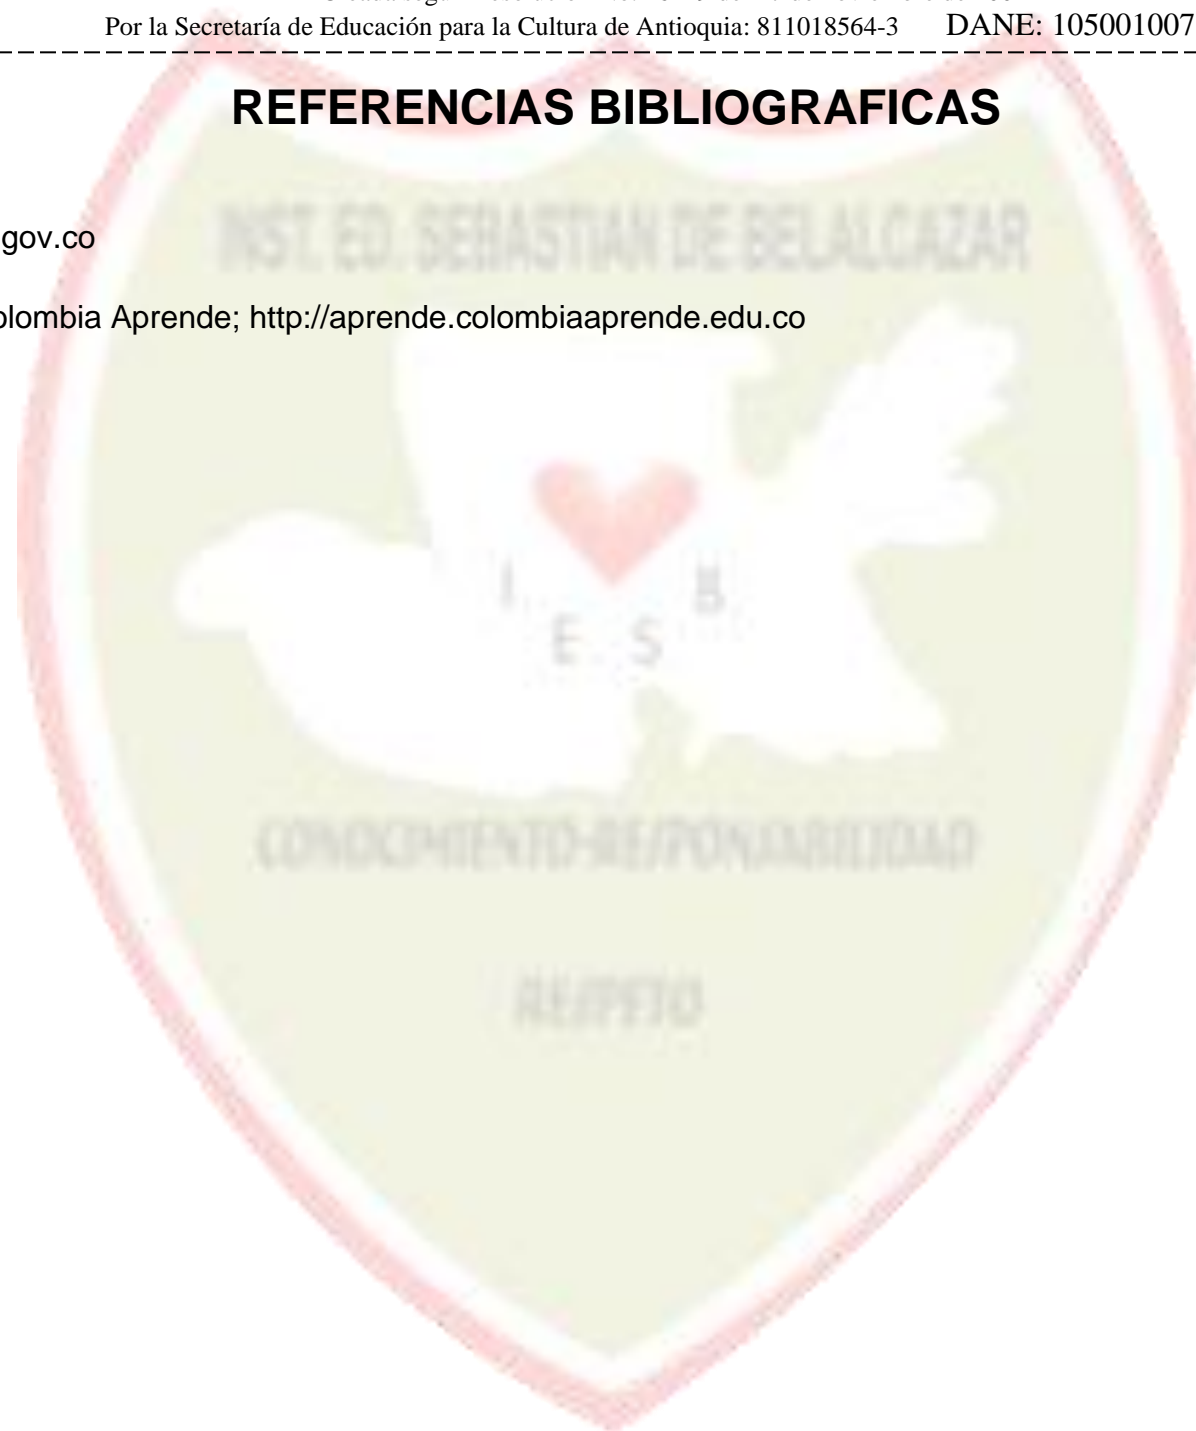 Por la Secretaría de Educación para la Cultura de Antioquia: 811018564-3 DANE: 105001007
REFERENCIAS BIBLIOGRAFICAS
INST. ED. SEBASTIAN DE BELALCAZAR
gov.co
olombia Aprende; http://aprende.colombiaaprende.edu.co
I
B
E S
CONOCIMIENTO-RESPONSABILIDAD
RESPETO